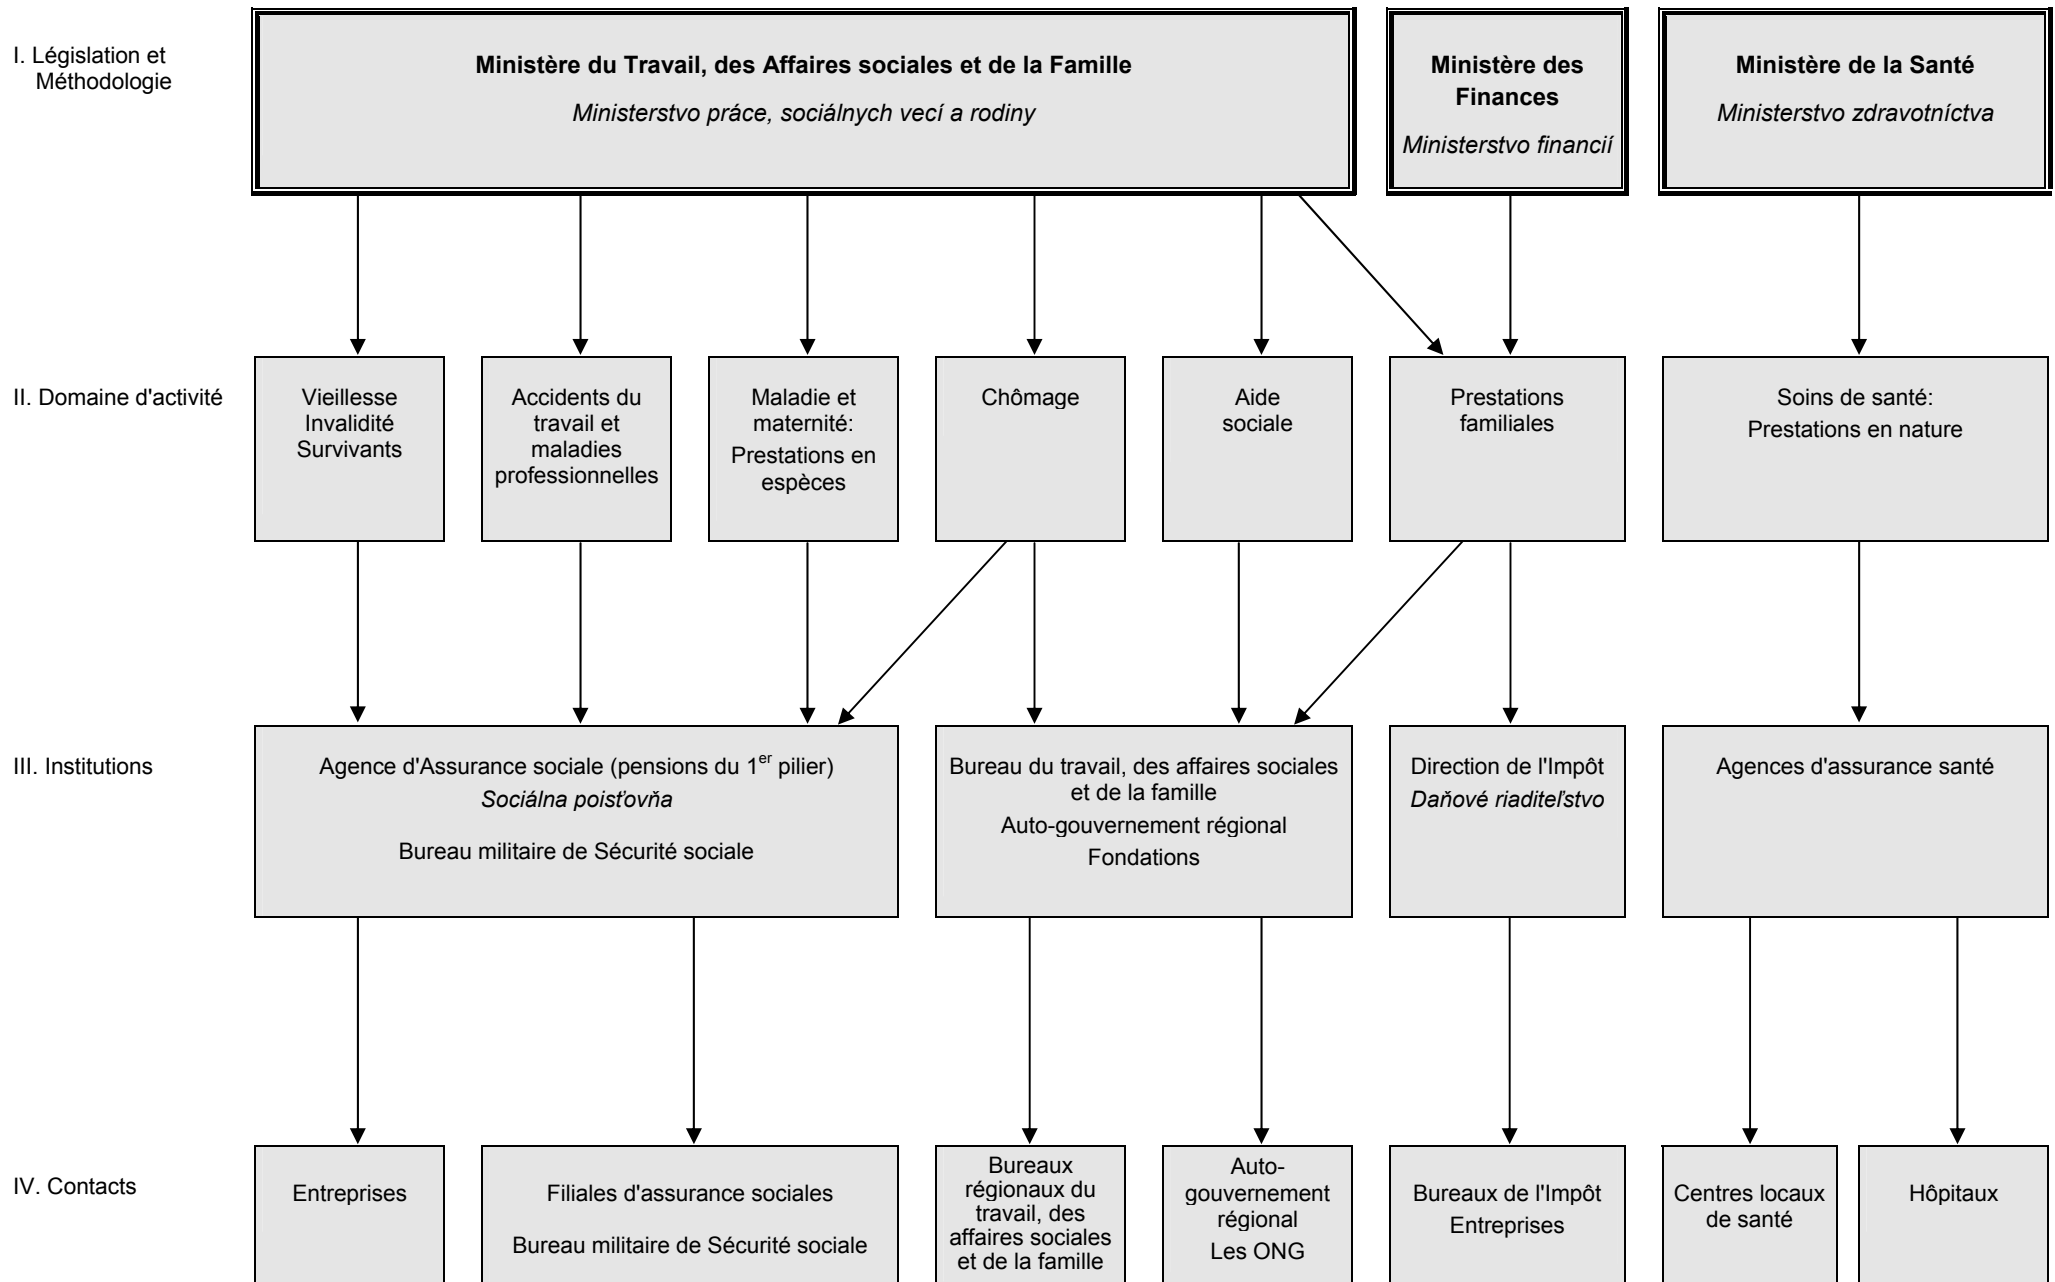 I. Législation et
Méthodologie
Ministère du Travail, des Affaires sociales et de la Famille
Ministerstvo práce, sociálnych vecí a rodiny
Ministère des
Finances
Ministerstvo financií
Ministère de la Santé
Ministerstvo zdravotníctva
II. Domaine d'activité
Vieillesse
Invalidité
Survivants
Accidents du
travail et
maladies
professionnelles
Maladie et
maternité:
Prestations en
espèces
Chômage
Aide
sociale
Prestations
familiales
Soins de santé:
Prestations en nature
III. Institutions
Agence d'Assurance sociale (pensions du 1er pilier)
Sociálna poisťovňa
Bureau militaire de Sécurité sociale
Bureau du travail, des affaires sociales
et de la famille
Auto-gouvernement régional
Fondations
Direction de l'Impôt
Daňové riaditeľstvo
Agences d'assurance santé
IV. Contacts
Entreprises
Filiales d'assurance sociales
Bureau militaire de Sécurité sociale
Bureaux
régionaux du
travail, des
affaires sociales
et de la famille
Auto-
gouvernement
régional
Les ONG
Bureaux de l'Impôt
Entreprises
Centres locaux
de santé
Hôpitaux